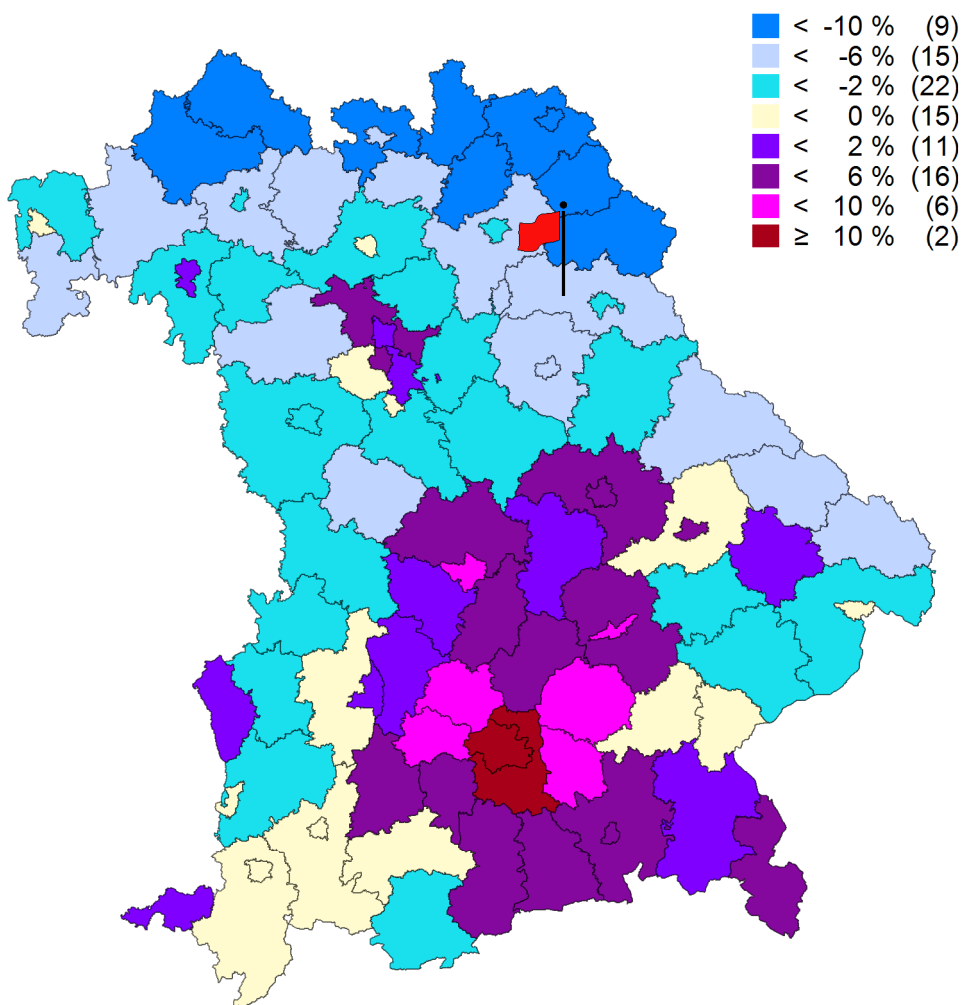 < -10 % (9)
< -6 % (15)
< -2 % (22)
< 0 % (15)
< 2 % (11)
< 6 % (16)
< 10 % (6)
≥ 10 % (2)